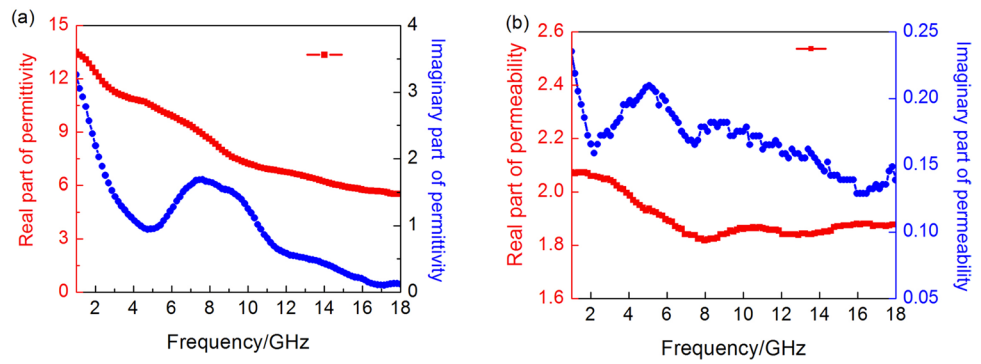 (a)
15
12
9
6
3
0
Real part of permittivity
4
3
2
1
0
Imaginary part of permittivity
2 4 6 8 10 12 14 16 18
Frequency/GHz
(b)
2.6
2.4
2.2
2.0
1.8
1.6
Real part of permeability
0.25
0.20
0.15
0.10
0.05
Imaginary part of permeability
2 4 6 8 10 12 14 16 18
Frequency/GHz